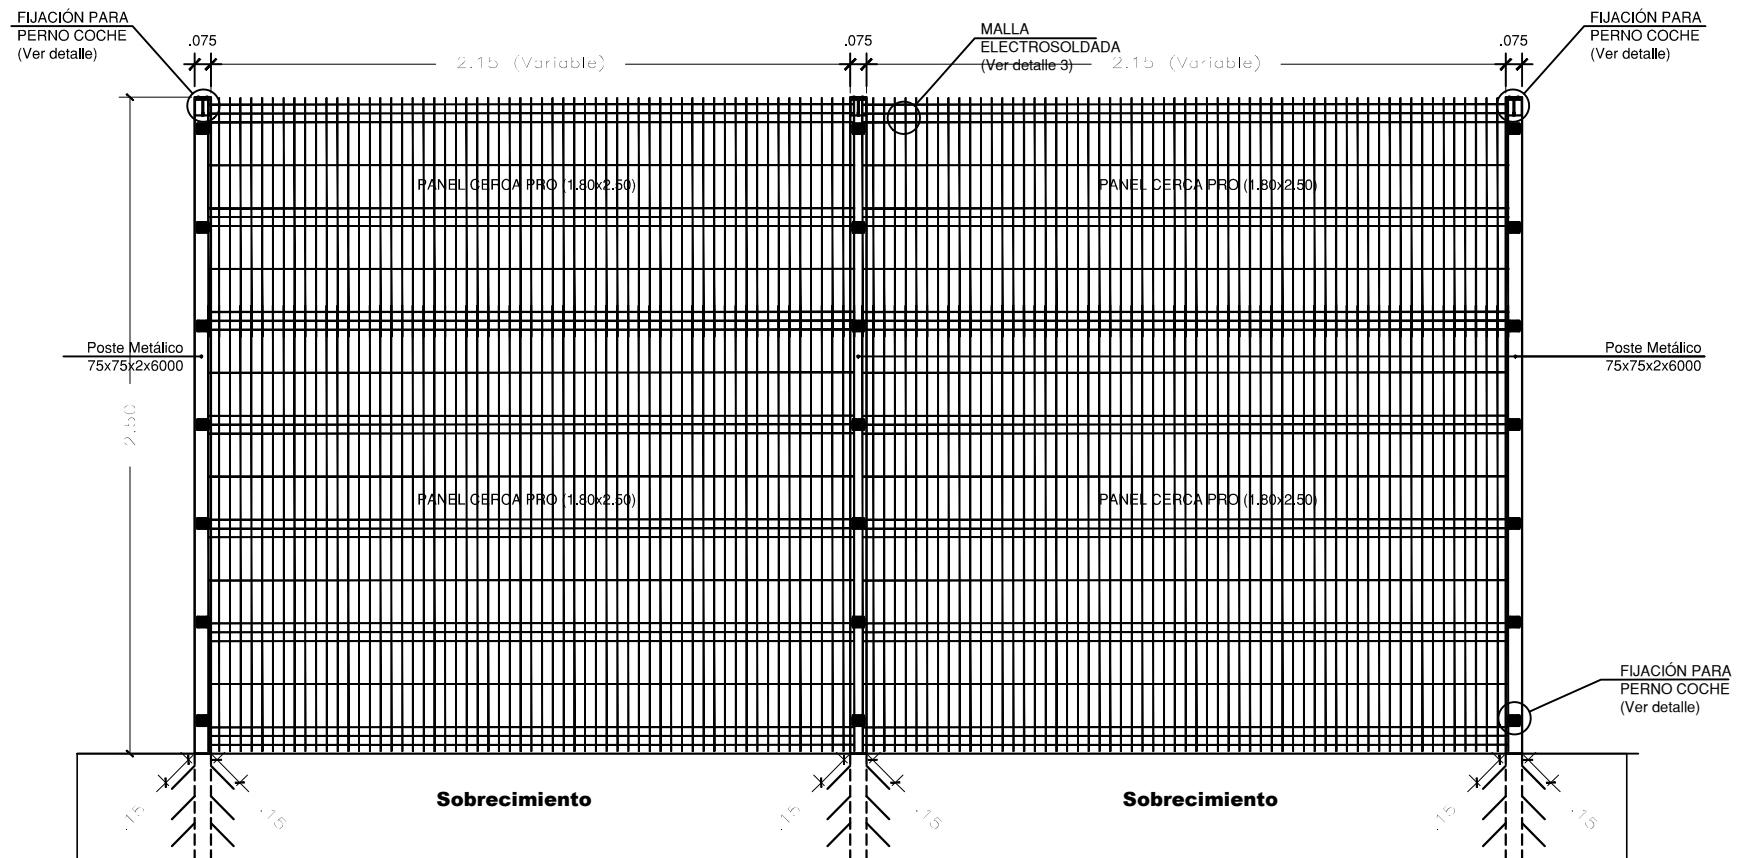 FIJACIÓN PARA
PERNO COCHE
(Ver detalle)
.075
2.15 (Variable)
.075
MALLA
ELECTROSOLDADA
(Ver detalle 3)
2.15 (Variable)
.075
FIJACIÓN PARA
PERNO COCHE
(Ver detalle)
PANEL CERCA PRO (1.80x2.50)
PANEL CERCA PRO (1.80x2.50)
Poste Metálico
75x75x2x6000
Poste Metálico
75x75x2x6000
2.50
PANEL CERCA PRO (1.80x2.50)
PANEL CERCA PRO (1.80x2.50)
FIJACIÓN PARA
PERNO COCHE
(Ver detalle)
Sobrecimiento
Sobrecimiento
.15
.15
.15
.15
.15
.15